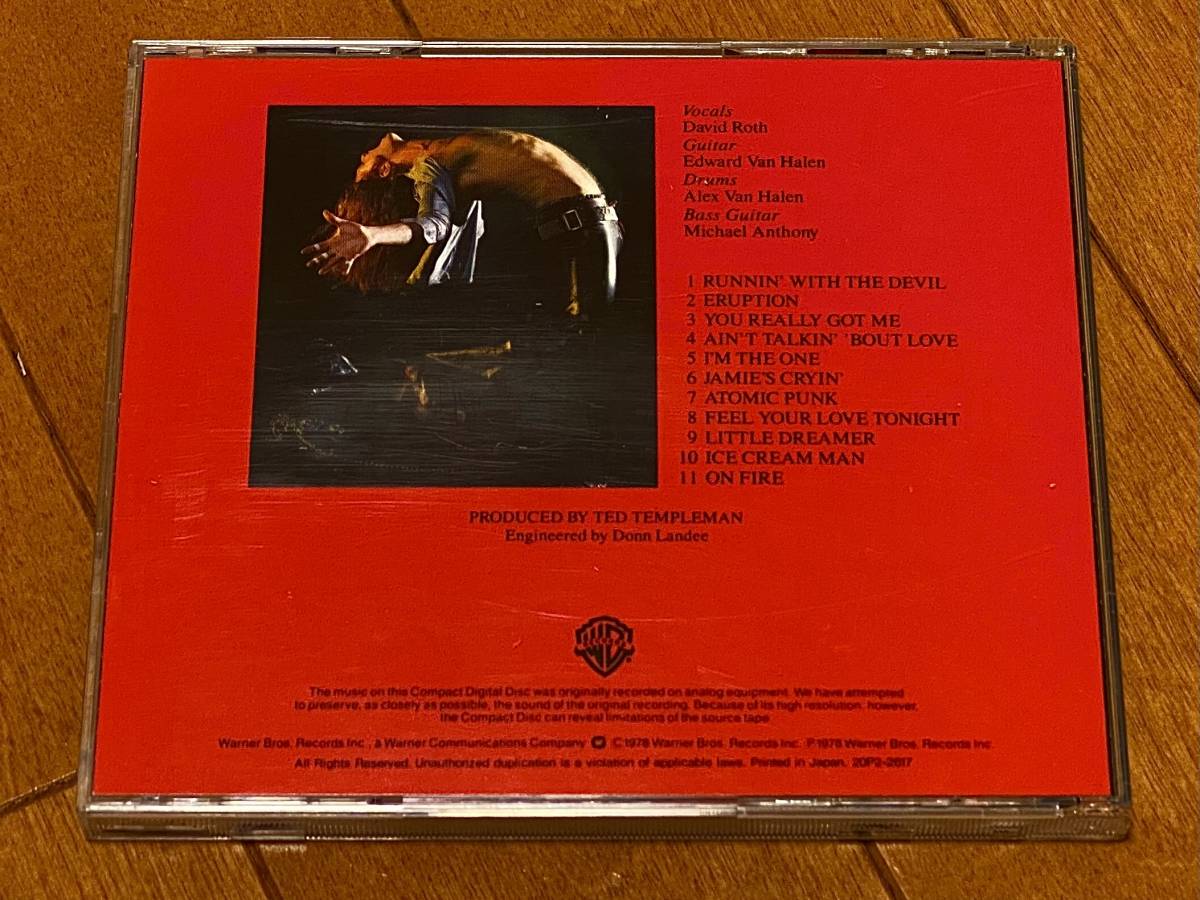 Vocals
David Roth
Guitar
Edward Van Halen
Drums
Alex Van Halen
Bass Guitar
Michael Anthony
1 RUNNIN' WITH THE DEVIL
2 ERUPTION
3 YOU REALLY GOT ME
4 AIN'T TALKIN' 'BOUT LOVE
5 I'M THE ONE
6 JAMIE'S CRYIN'
7 ATOMIC PUNK
8 FEEL YOUR LOVE TONIGHT
9 LITTLE DREAMER
10 ICE CREAM MAN
11 ON FIRE
PRODUCED BY TED TEMPLEMAN
Engineered by Donn Landee
The music on this Compact Digital Disc was originally recorded on analog equipment. We have attempted
to preserve, as closely as possible, the sound of the original recording. Because of its high resolution, however,
the Compact Disc can reveal limitations of the source tape.
Warner Bros. Records Inc., a Warner Communications Company © 1978 Warner Bros. Records Inc. ℗ 1978 Warner Bros. Records Inc.
All Rights Reserved. Unauthorized duplication is a violation of applicable laws. Printed in Japan. 20P2-2617